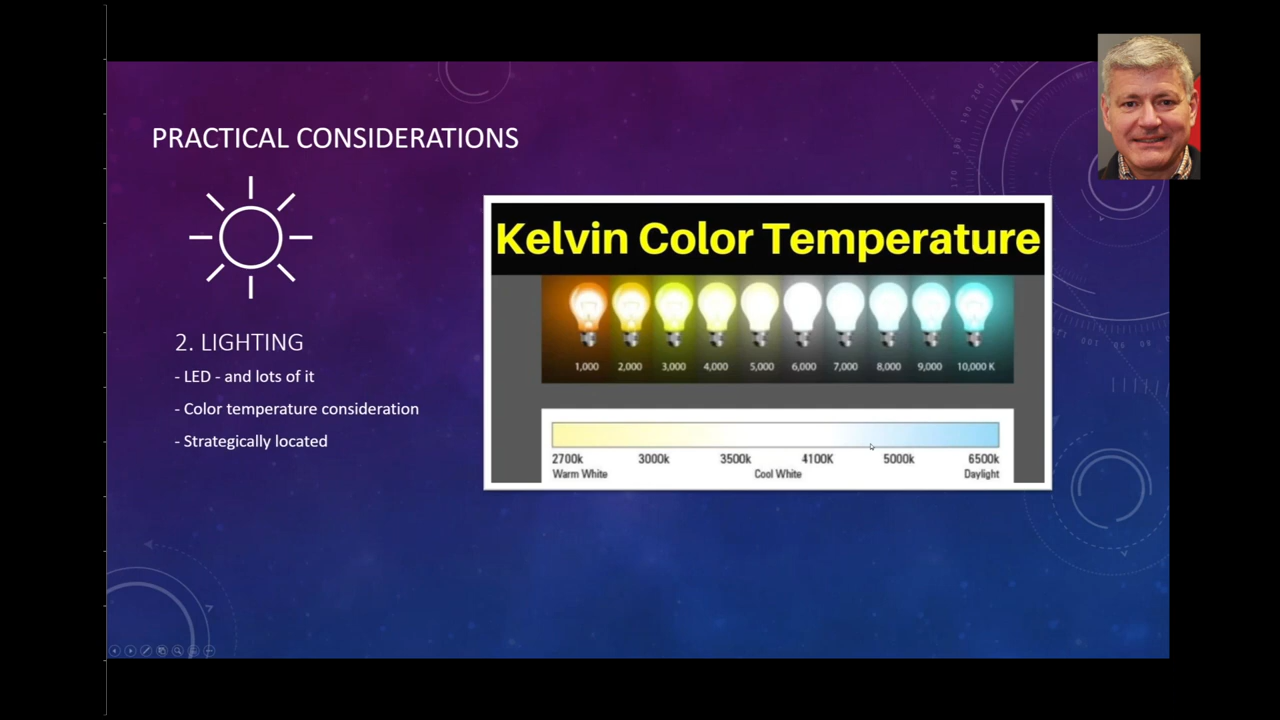 PRACTICAL CONSIDERATIONS
2. LIGHTING
- LED - and lots of it
- Color temperature consideration
- Strategically located
Kelvin Color Temperature
1,000 2,000 3,000 4,000 5,000 6,000 7,000 8,000 9,000 10,000 K
2700k 3000k 3500k 4100K 5000k 6500k
Warm White Cool White Daylight